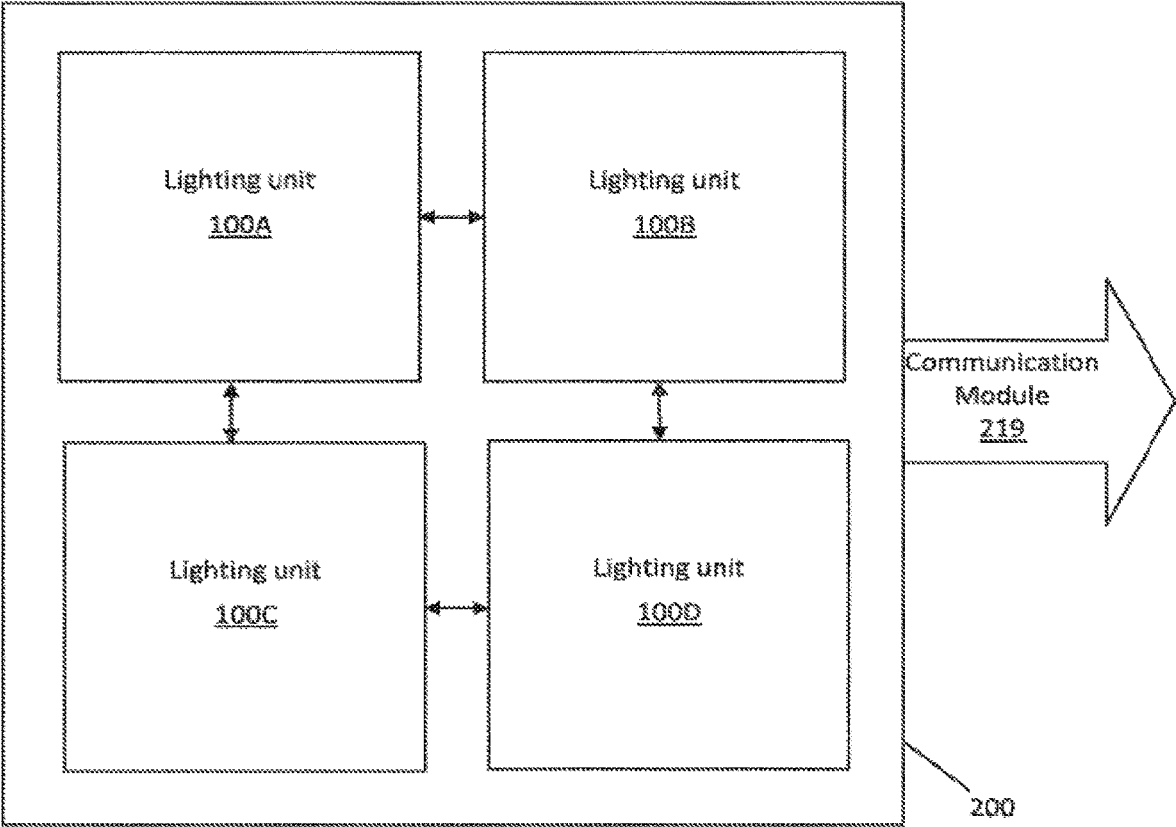 Lighting unit
100A
Lighting unit
100B
Communication
Module
219
Lighting unit
100C
Lighting unit
100D
200